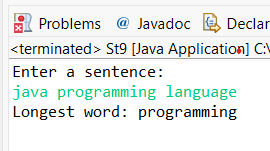 Problems @ Javadoc Declar
<terminated> St9 [Java Application] C:\
Enter a sentence:
java programming language
Longest word: programming